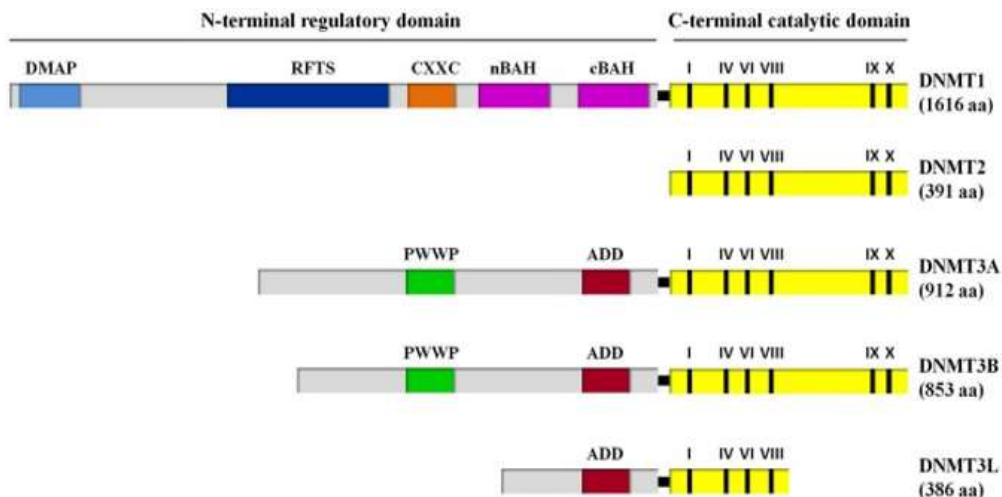 N-terminal regulatory domain C-terminal catalytic domain
DMAP RFTS CXXC nBAH cBAH I IV VI VIII IX X
DNMT1
(1616 aa)
I IV VI VIII IX X
DNMT2
(391 aa)
PWWP ADD I IV VI VIII IX X
DNMT3A
(912 aa)
PWWP ADD I IV VI VIII IX X
DNMT3B
(853 aa)
ADD I IV VI VIII
DNMT3L
(386 aa)